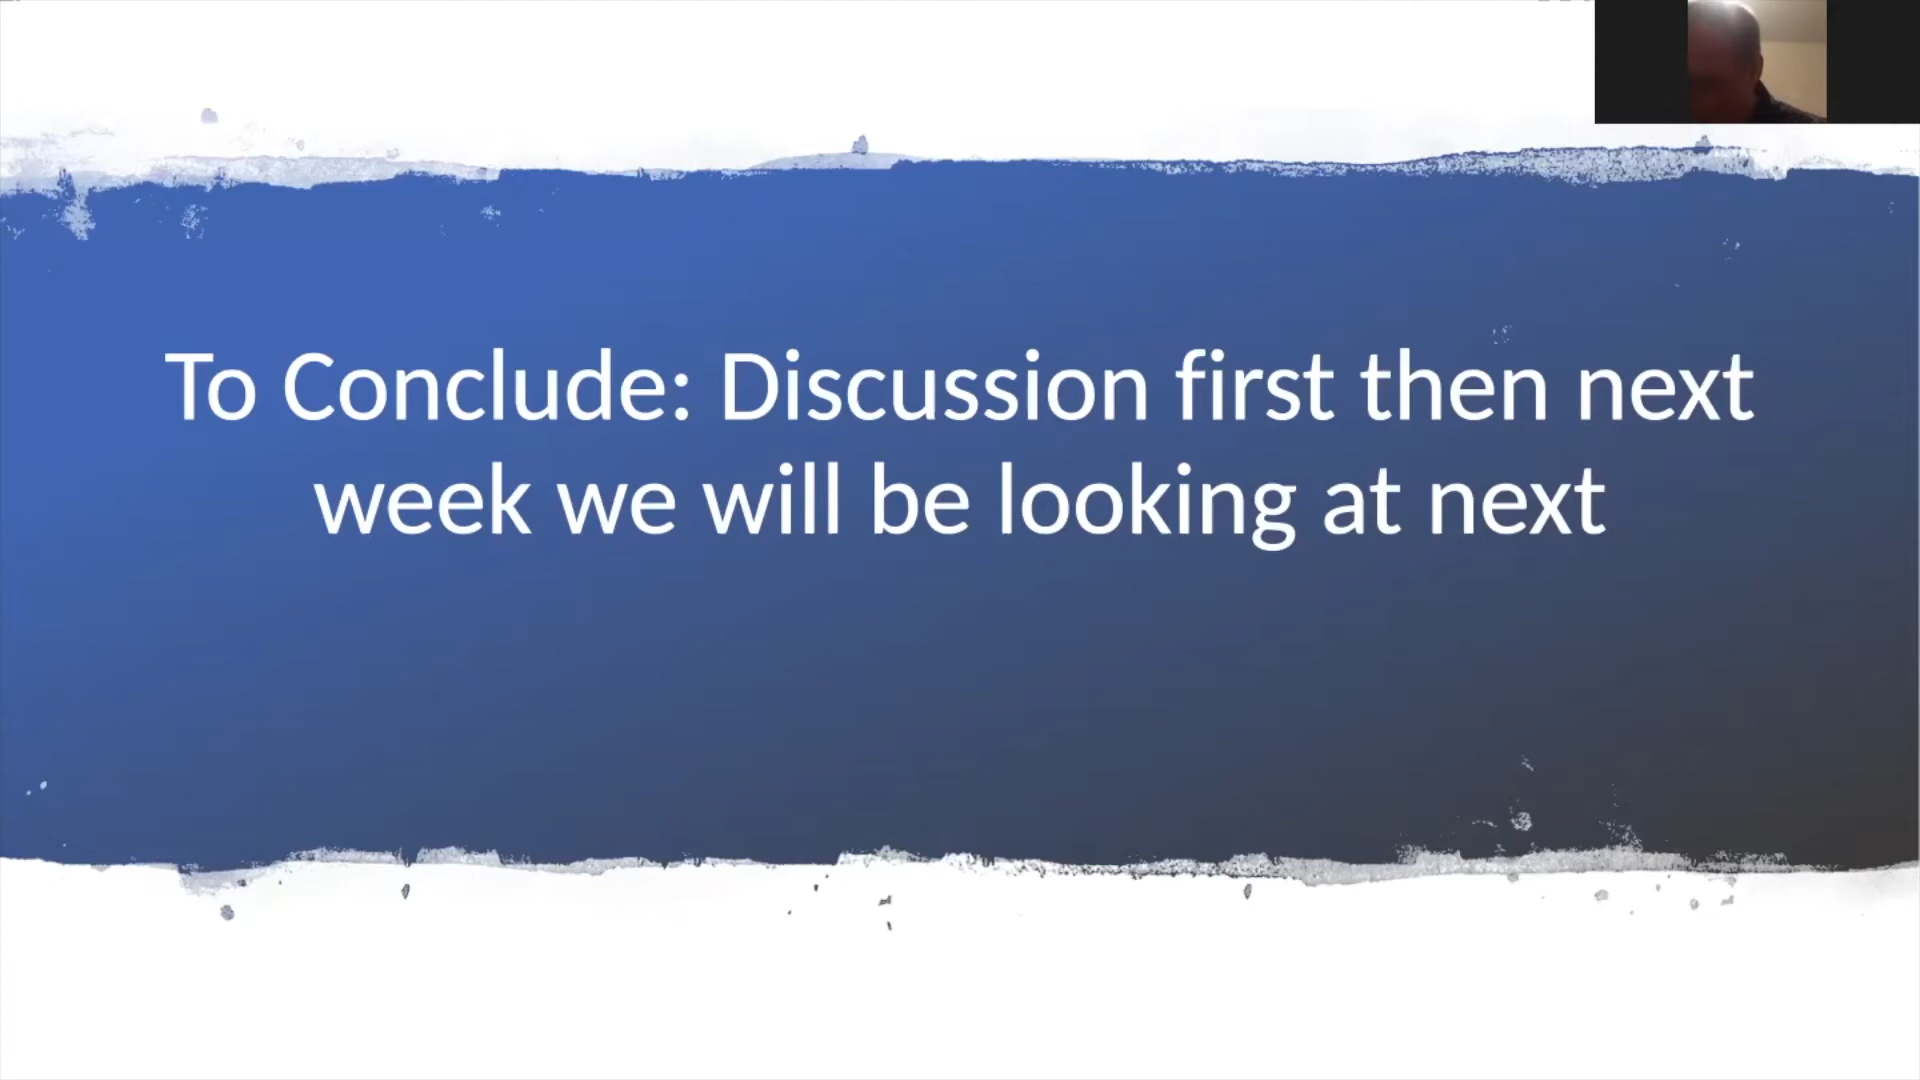 To Conclude: Discussion first then next
week we will be looking at next